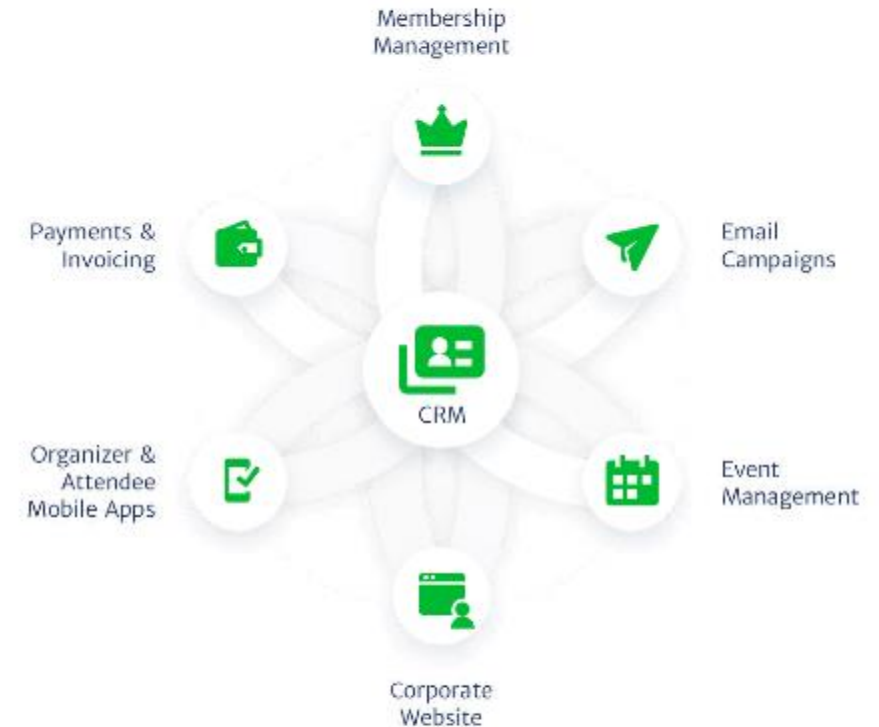 Membership
Management
Payments &
Invoicing
Email
Campaigns
CRM
Organizer &
Attendee
Mobile Apps
Event
Management
Corporate
Website